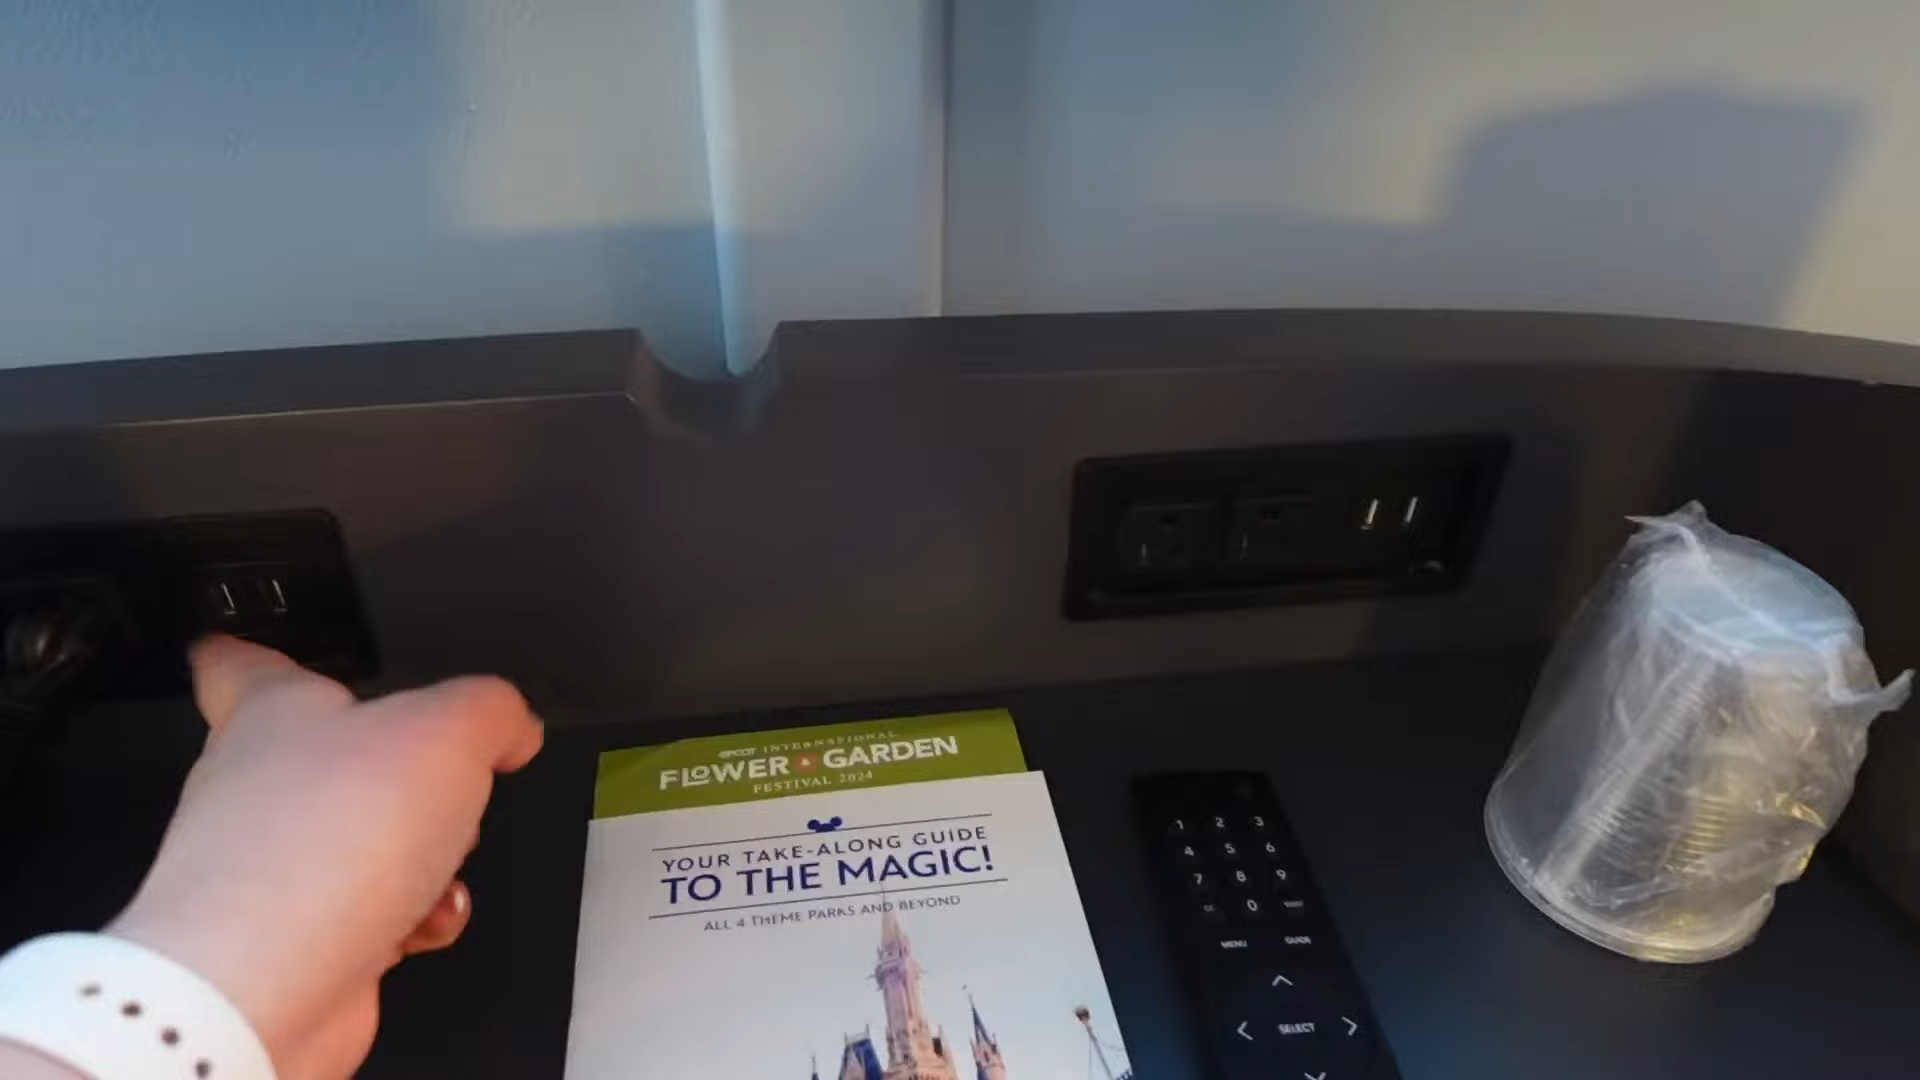 EPCOT INTERNATIONAL
FLOWER & GARDEN
FESTIVAL 2024
YOUR TAKE-ALONG GUIDE
TO THE MAGIC!
ALL 4 THEME PARKS AND BEYOND
1 2 3
4 5 6
7 8 9
0
MENU GUIDE
SELECT